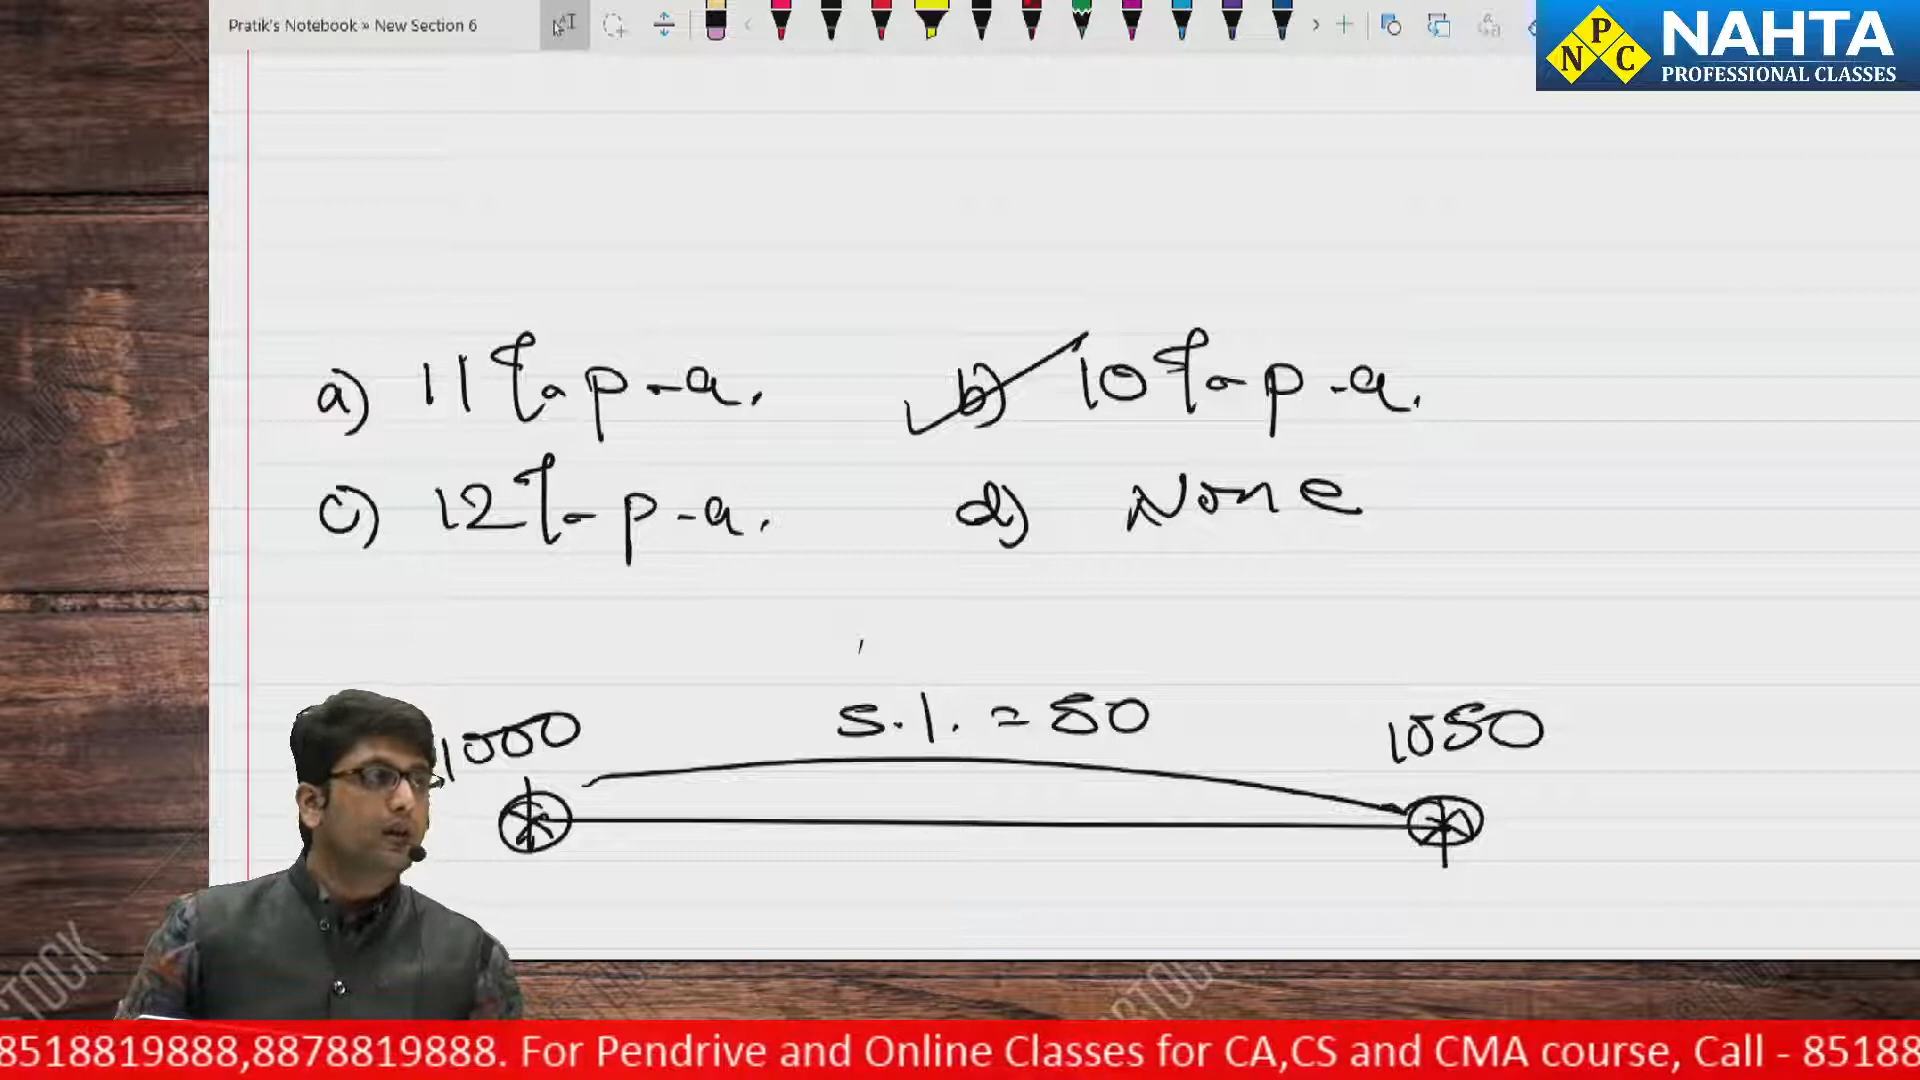 Pratik's Notebook » New Section 6
NPC NAHTA
PROFESSIONAL CLASSES
a) 11% p.a. b) 10% p.a.
c) 12% p.a. d) None
1000 S.I. = 50 1050
8518819888,8878819888. For Pendrive and Online Classes for CA,CS and CMA course, Call - 85188